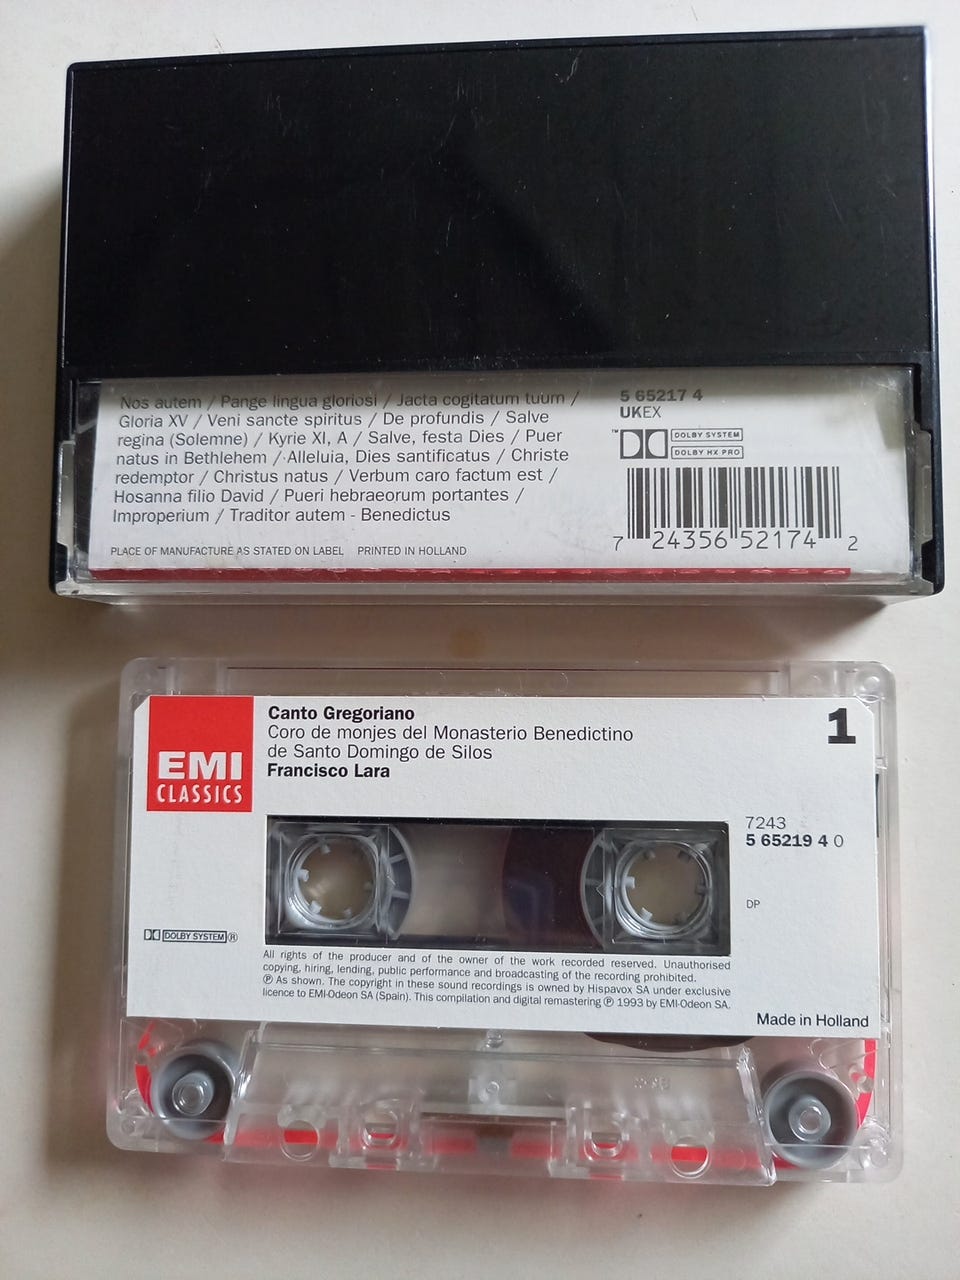 Nos autem / Pange lingua gloriosi / Jacta cogitatum tuum /
Gloria XV / Veni sancte spiritus / De profundis / Salve
regina (Solemne) / Kyrie XI, A / Salve, festa Dies / Puer
natus in Bethlehem / Alleluia, Dies santificatus / Christe
redemptor / Christus natus / Verbum caro factum est /
Hosanna filio David / Pueri hebraeorum portantes /
Improperium / Traditor autem - Benedictus
PLACE OF MANUFACTURE AS STATED ON LABEL PRINTED IN HOLLAND
5 65217 4
UKEX
™ DOLBY SYSTEM
DOLBY HX PRO
7 24356 52174 2
EMI
CLASSICS
Canto Gregoriano
Coro de monjes del Monasterio Benedictino
de Santo Domingo de Silos
Francisco Lara
1
7243
5 65219 4 0
DP
DOLBY SYSTEM ®
All rights of the producer and of the owner of the work recorded reserved. Unauthorised
copying, hiring, lending, public performance and broadcasting of the recording prohibited.
℗ As shown. The copyright in these sound recordings is owned by Hispavox SA under exclusive
licence to EMI-Odeon SA (Spain). This compilation and digital remastering ℗ 1993 by EMI-Odeon SA.
Made in Holland